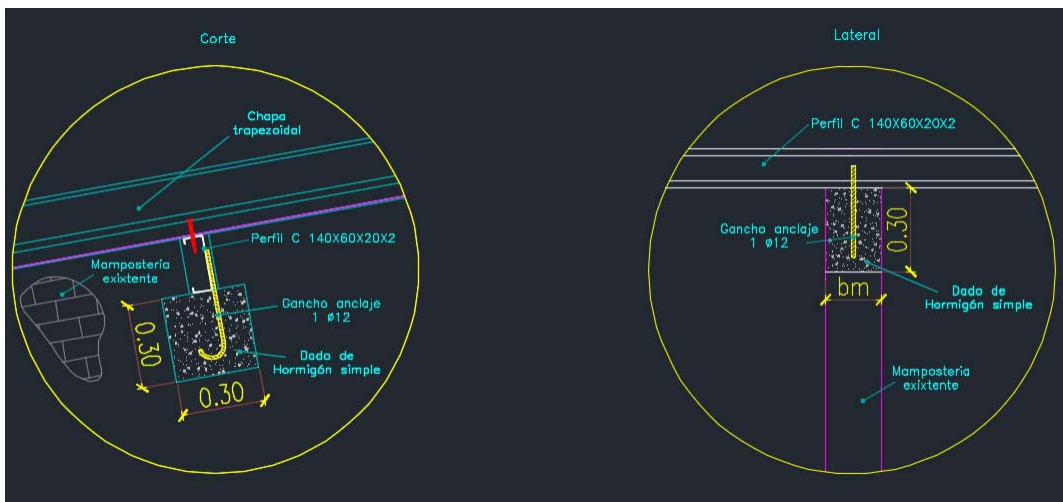 Corte
Chapa
trapezoidal
Perfil C 140X60X20X2
Mamposteria
exixtente
Gancho anclaje
1 ø12
0.30
Dado de
Hormigón simple
0.30
Lateral
Perfil C 140X60X20X2
Gancho anclaje
1 ø12
0.30
bm
Dado de
Hormigón simple
Mamposteria
exixtente